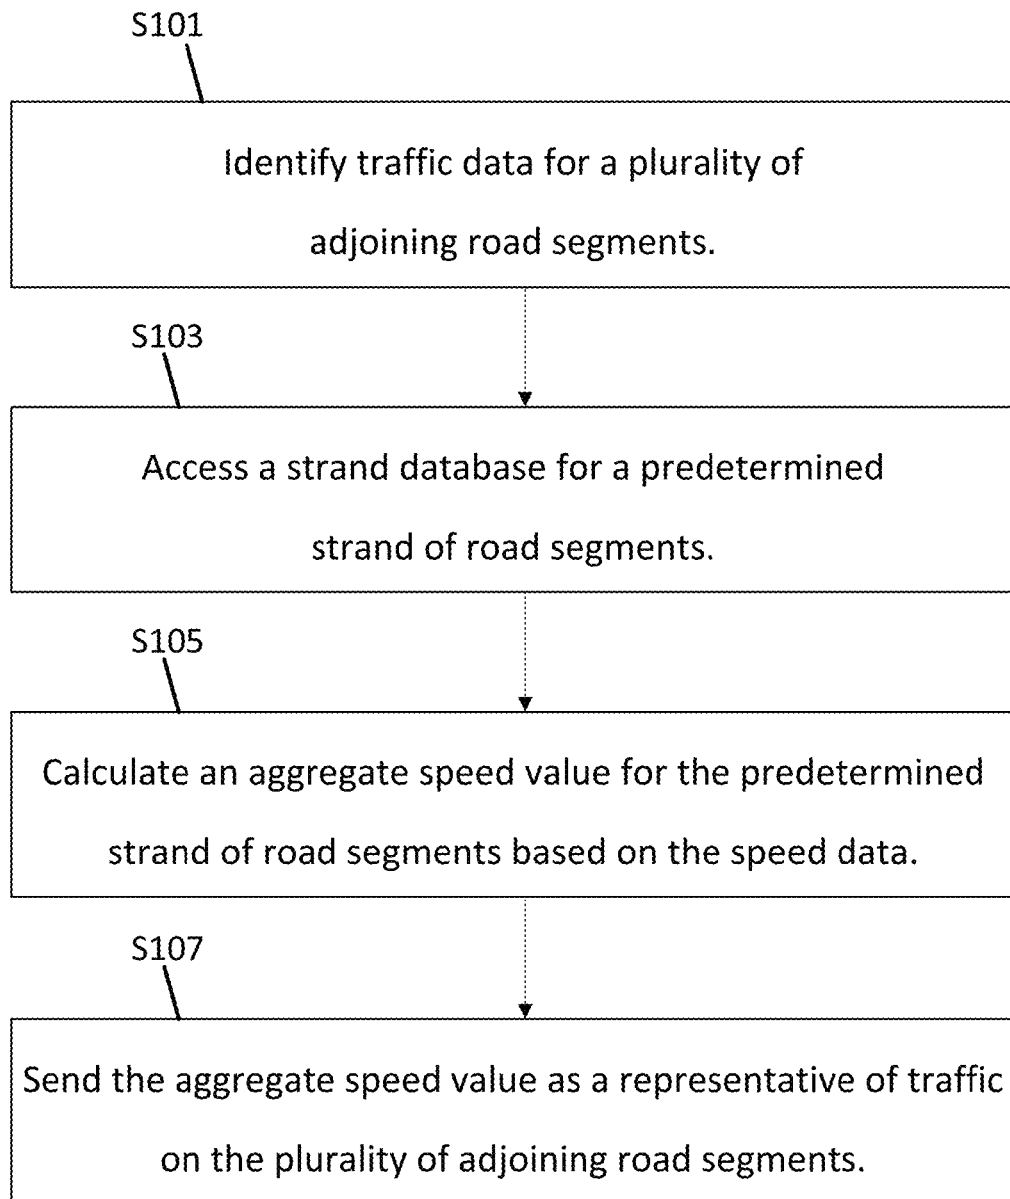 S101
Identify traffic data for a plurality of
adjoining road segments.
S103
Access a strand database for a predetermined
strand of road segments.
S105
Calculate an aggregate speed value for the predetermined
strand of road segments based on the speed data.
S107
Send the aggregate speed value as a representative of traffic
on the plurality of adjoining road segments.